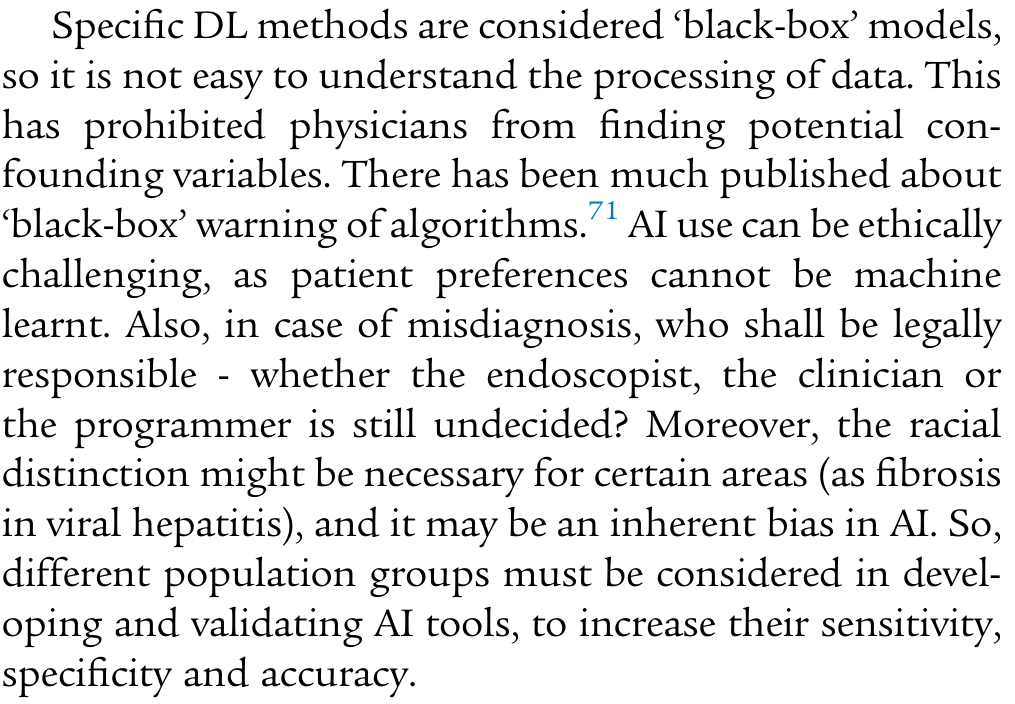 Specific DL methods are considered ‘black-box’ models,
so it is not easy to understand the processing of data. This
has prohibited physicians from finding potential con-
founding variables. There has been much published about
‘black-box’ warning of algorithms.71 AI use can be ethically
challenging, as patient preferences cannot be machine
learnt. Also, in case of misdiagnosis, who shall be legally
responsible - whether the endoscopist, the clinician or
the programmer is still undecided? Moreover, the racial
distinction might be necessary for certain areas (as fibrosis
in viral hepatitis), and it may be an inherent bias in AI. So,
different population groups must be considered in devel-
oping and validating AI tools, to increase their sensitivity,
specificity and accuracy.